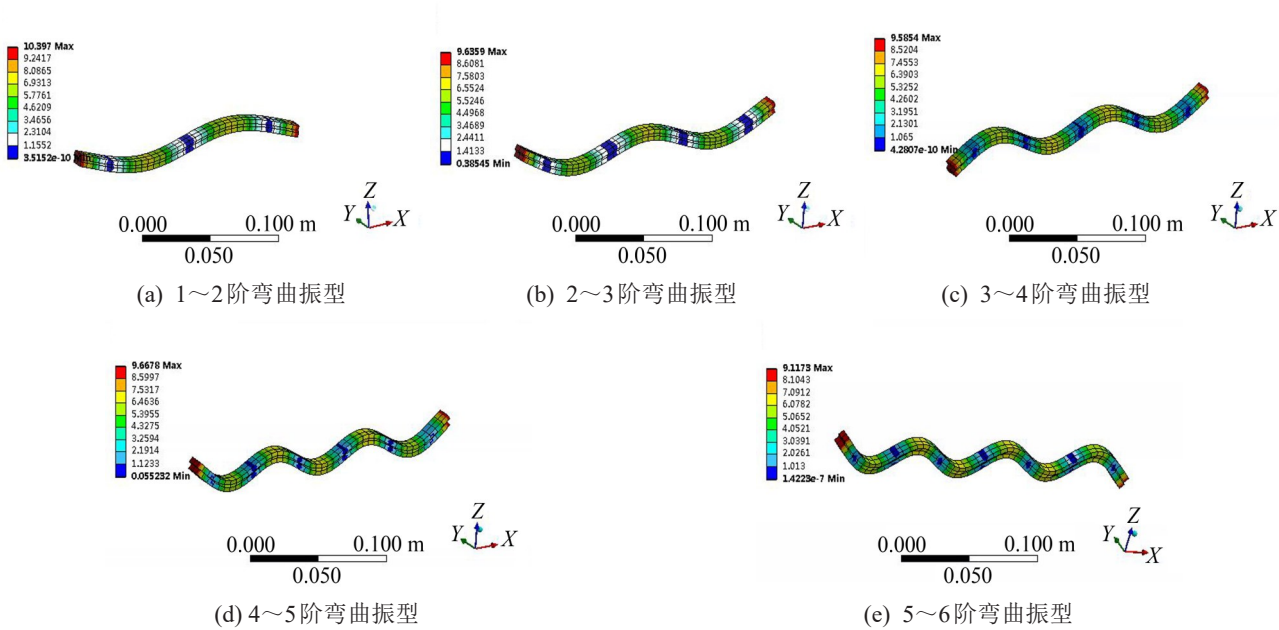 10.397 Max
9.2417
8.0865
6.9313
5.7761
4.6209
3.4656
2.3104
1.1552
3.5152e-10
Z
Y
X
0.000 0.100 m
0.050
(a) 1～2阶弯曲振型
9.6359 Max
8.6081
7.5803
6.5524
5.5246
4.4968
3.4689
2.4411
1.4133
0.38545 Min
Z
Y
X
0.000 0.100 m
0.050
(b) 2～3阶弯曲振型
9.5854 Max
8.5204
7.4553
6.3903
5.3252
4.2602
3.1951
2.1301
1.065
4.2807e-10 Min
Z
Y
X
0.000 0.100 m
0.050
(c) 3～4阶弯曲振型
9.6678 Max
8.5997
7.5317
6.4636
5.3955
4.3275
3.2594
2.1914
1.1233
0.055232 Min
Z
Y
X
0.000 0.100 m
0.050
(d) 4～5阶弯曲振型
9.1173 Max
8.1043
7.0912
6.0782
5.0652
4.0521
3.0391
2.0261
1.013
1.4223e-7 Min
Z
Y
X
0.000 0.100 m
0.050
(e) 5～6阶弯曲振型